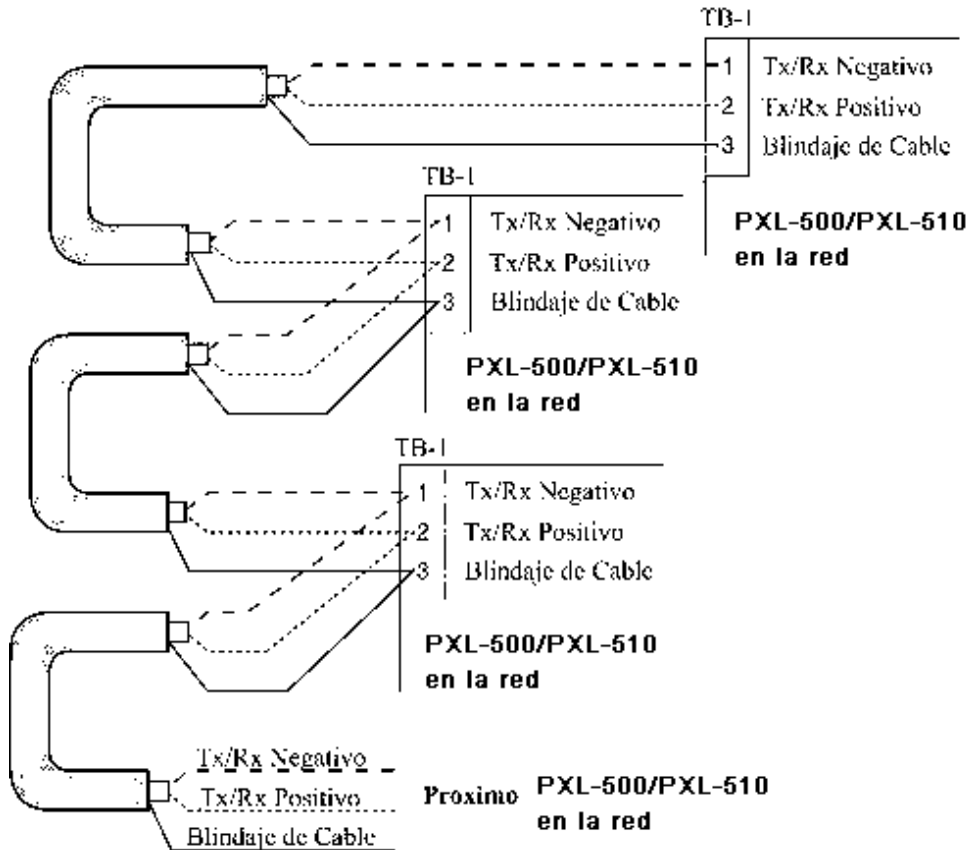 TB-1
1 Tx/Rx Negativo
2 Tx/Rx Positivo
3 Blindaje de Cable
PXL-500/PXL-510
en la red
TB-1
1 Tx/Rx Negativo
2 Tx/Rx Positivo
3 Blindaje de Cable
PXL-500/PXL-510
en la red
TB-1
1 Tx/Rx Negativo
2 Tx/Rx Positivo
3 Blindaje de Cable
PXL-500/PXL-510
en la red
Tx/Rx Negativo
Tx/Rx Positivo
Blindaje de Cable
Proximo PXL-500/PXL-510
en la red